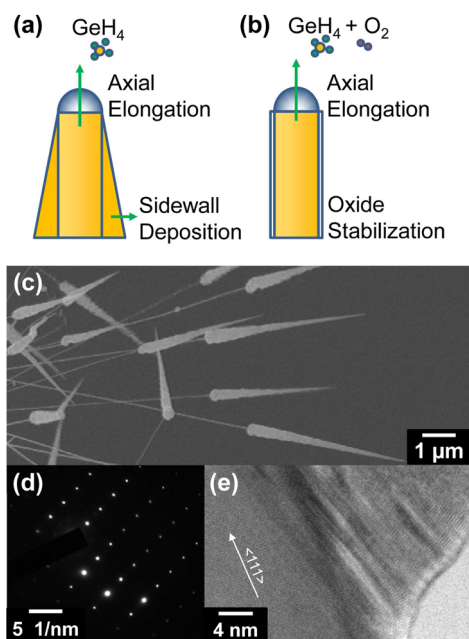 (a)
GeH4
Axial
Elongation
Sidewall
Deposition
(b)
GeH4 + O2
Axial
Elongation
Oxide
Stabilization
(c)
1 μm
(d)
5 1/nm
(e)
<111>
4 nm